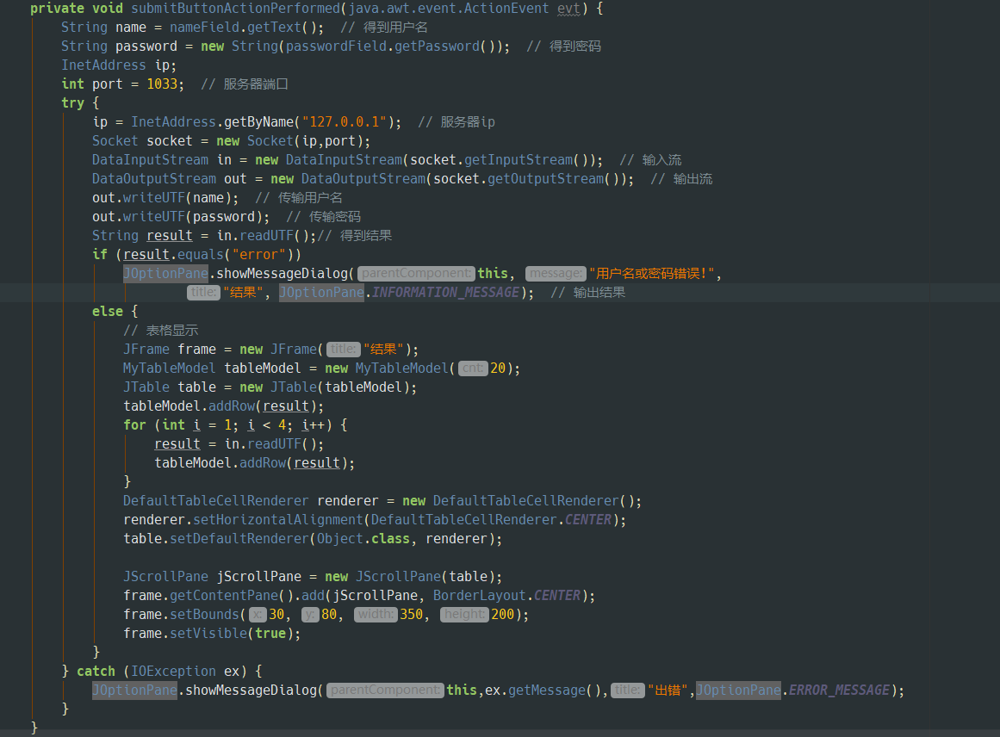 private void submitButtonActionPerformed(java.awt.event.ActionEvent evt) {
String name = nameField.getText();  // 得到用户名
String password = new String(passwordField.getPassword());  // 得到密码
InetAddress ip;
int port = 1033;  // 服务器端口
try {
ip = InetAddress.getByName("127.0.0.1");  // 服务器ip
Socket socket = new Socket(ip,port);
DataInputStream in = new DataInputStream(socket.getInputStream());  // 输入流
DataOutputStream out = new DataOutputStream(socket.getOutputStream());  // 输出流
out.writeUTF(name);  // 传输用户名
out.writeUTF(password);  // 传输密码
String result = in.readUTF();// 得到结果
if (result.equals("error"))
JOptionPane.showMessageDialog( parentComponent: this, message: "用户名或密码错误!",
title: "结果", JOptionPane.INFORMATION_MESSAGE);  // 输出结果
else {
// 表格显示
JFrame frame = new JFrame( title: "结果");
MyTableModel tableModel = new MyTableModel( cnt: 20);
JTable table = new JTable(tableModel);
tableModel.addRow(result);
for (int i = 1; i < 4; i++) {
result = in.readUTF();
tableModel.addRow(result);
}
DefaultTableCellRenderer renderer = new DefaultTableCellRenderer();
renderer.setHorizontalAlignment(DefaultTableCellRenderer.CENTER);
table.setDefaultRenderer(Object.class, renderer);
JScrollPane jScrollPane = new JScrollPane(table);
frame.getContentPane().add(jScrollPane, BorderLayout.CENTER);
frame.setBounds( x: 30, y: 80, width: 350, height: 200);
frame.setVisible(true);
}
} catch (IOException ex) {
JOptionPane.showMessageDialog( parentComponent: this,ex.getMessage(), title: "出错",JOptionPane.ERROR_MESSAGE);
}
}